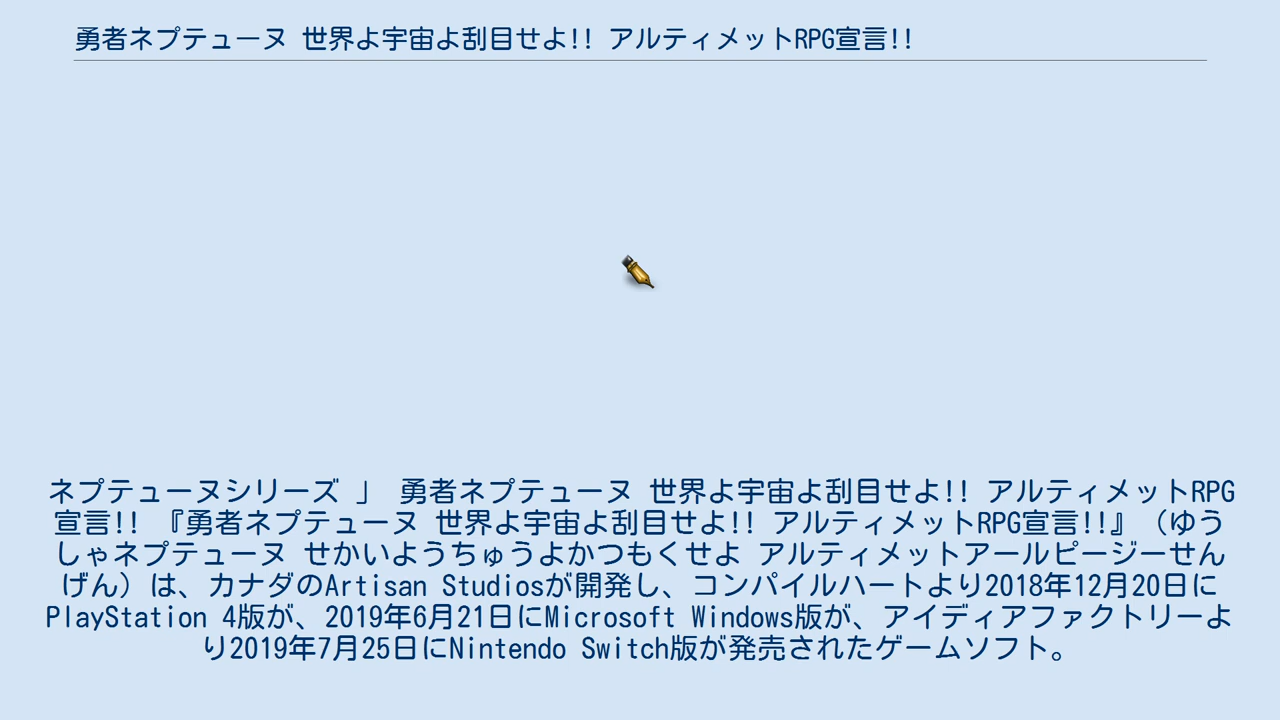 勇者ネプテューヌ 世界よ宇宙よ刮目せよ!! アルティメットRPG宣言!!
ネプテューヌシリーズ 」 勇者ネプテューヌ 世界よ宇宙よ刮目せよ!! アルティメットRPG
宣言!! 『勇者ネプテューヌ 世界よ宇宙よ刮目せよ!! アルティメットRPG宣言!!』（ゆう
しゃネプテューヌ せかいようちゅうよかつもくせよ アルティメットアールピージーせん
げん）は、カナダのArtisan Studiosが開発し、コンパイルハートより2018年12月20日に
PlayStation 4版が、2019年6月21日にMicrosoft Windows版が、アイディアファクトリーよ
り2019年7月25日にNintendo Switch版が発売されたゲームソフト。